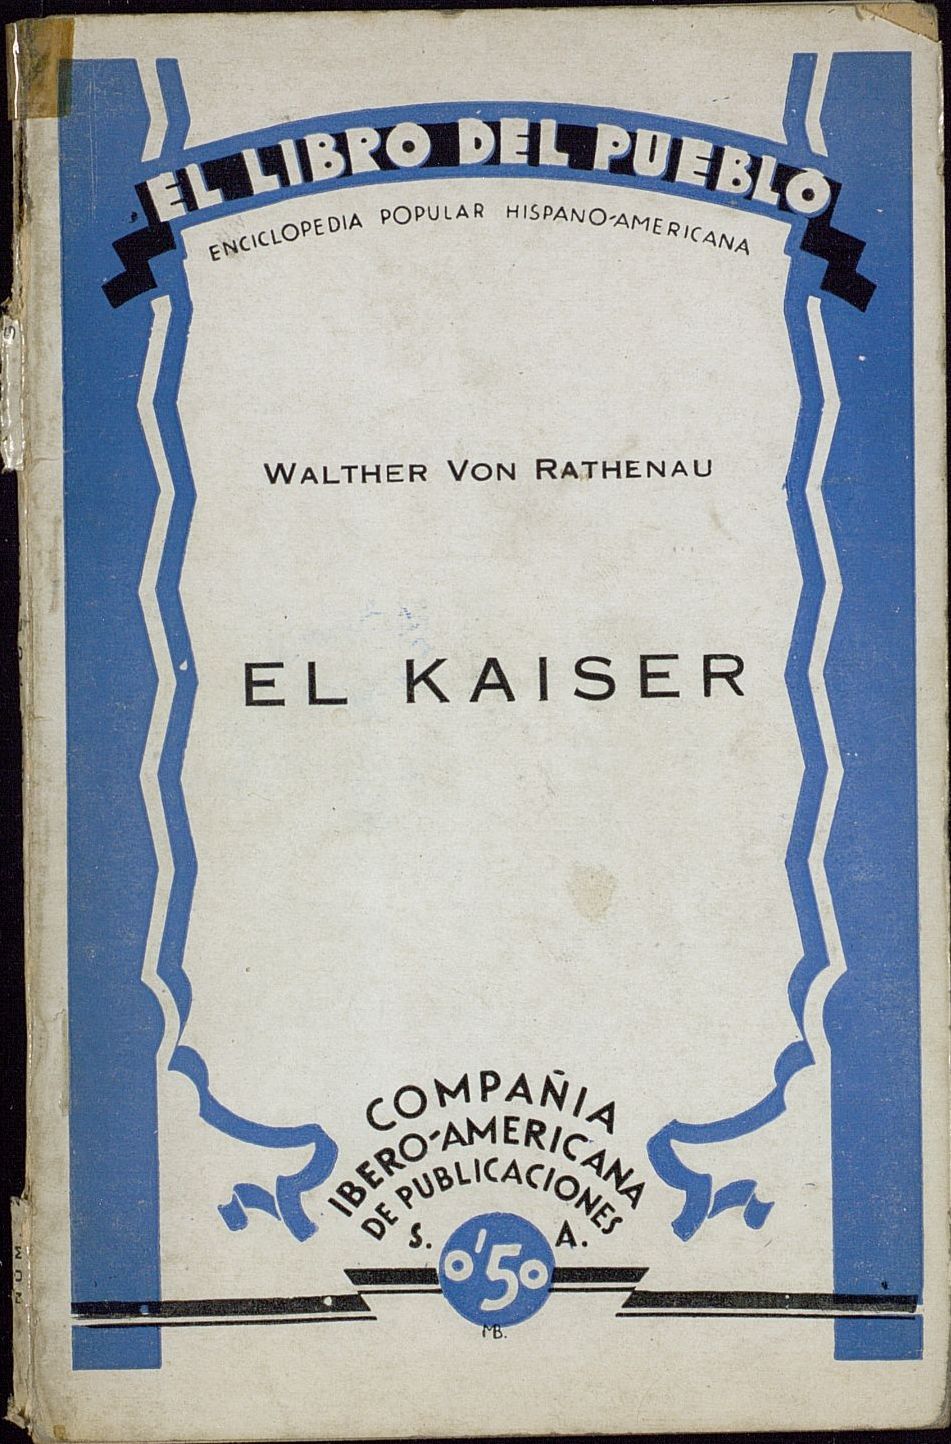 EL LIBRO DEL PUEBLO
ENCICLOPEDIA POPULAR HISPANO-AMERICANA
WALTHER VON RATHENAU
EL KAISER
COMPAÑIA
IBERO-AMERICANA
DE PUBLICACIONES
S. A.
0'50
MB.
NUM.